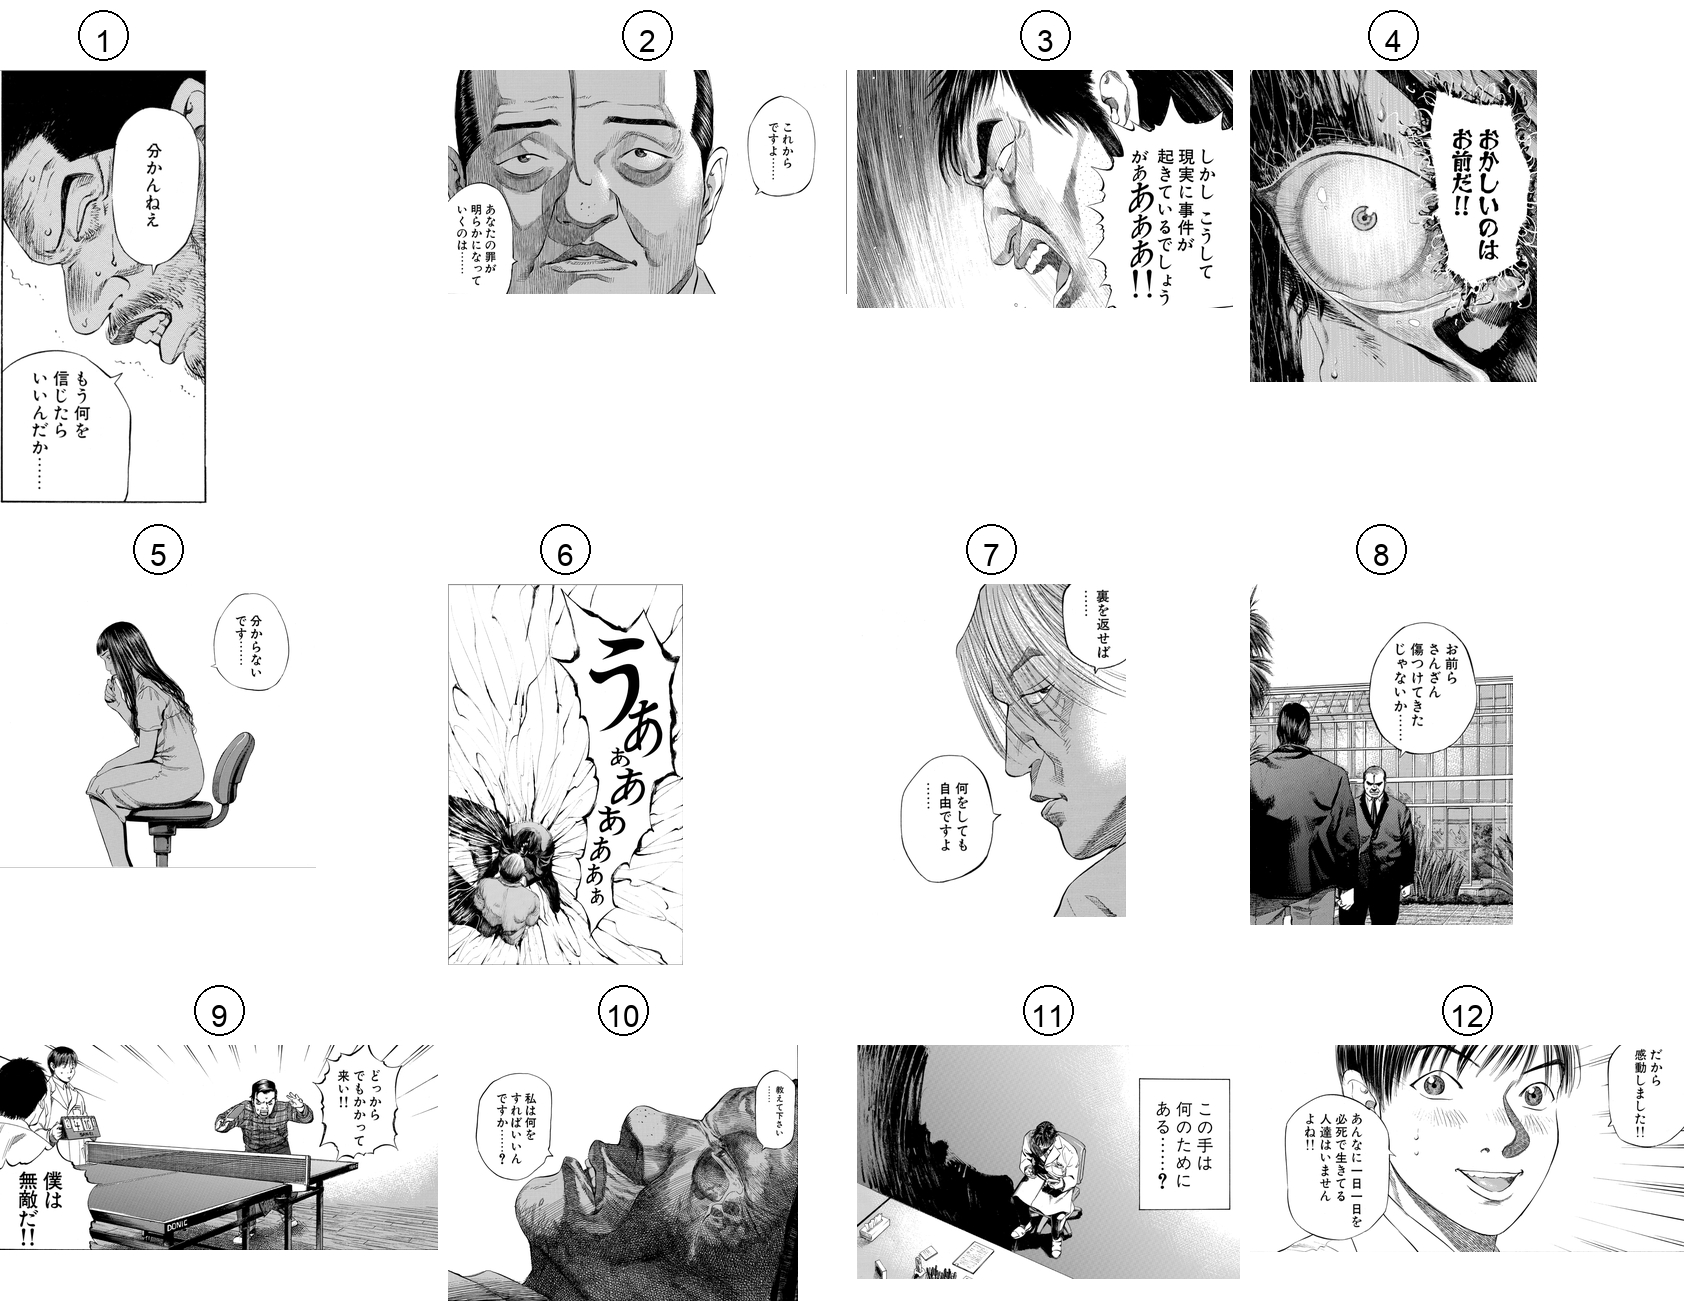 1
分かんねえ
もう何を
信じたら
いいんだか……
2
これから
ですよ……
あなたの罪が
明らかになって
いくのは……
3
しかし こうして
現実に事件が
起きているでしょう
がぁあああ!!
4
おかしいのは
お前だ!!
5
分からない
です……
6
うあぁああああぁ
7
裏を返せば
……
何をしても
自由ですよ
……
8
お前ら
さんざん
傷つけてきた
じゃないか……
9
どっから
でもかかって
来い!!
僕は
無敵だ!!
DONIC
10
教えて下さい
……
私は何を
すればいいん
ですか……?
11
この手は
何のために
ある……?
12
だから
感動しました!!
あんなに一日一日を
必死で生きてる
人達はいません
よね!!